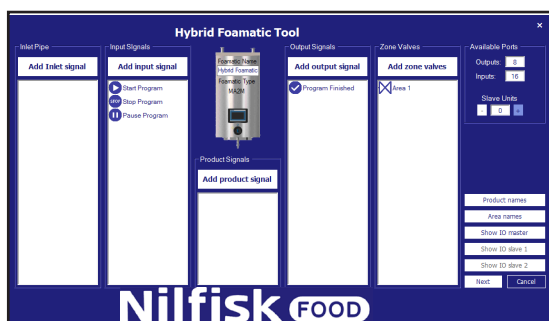 Hybrid Foamatic Tool
×
Inlet Pipe
Add Inlet signal
Input Signals
Add input signal
Start Program
STOP Stop Program
Pause Program
Foamatic Name
Hybrid Foamatic
Foamatic Type
MA2M
Product Signals
Add product signal
Output Signals
Add output signal
Program Finished
Zone Valves
Add zone valves
Area 1
Available Ports
Outputs: 8
Inputs: 16
Slave Units
- 0 +
Product names
Area names
Show IO master
Show IO slave 1
Show IO slave 2
Next Cancel
Nilfisk FOOD